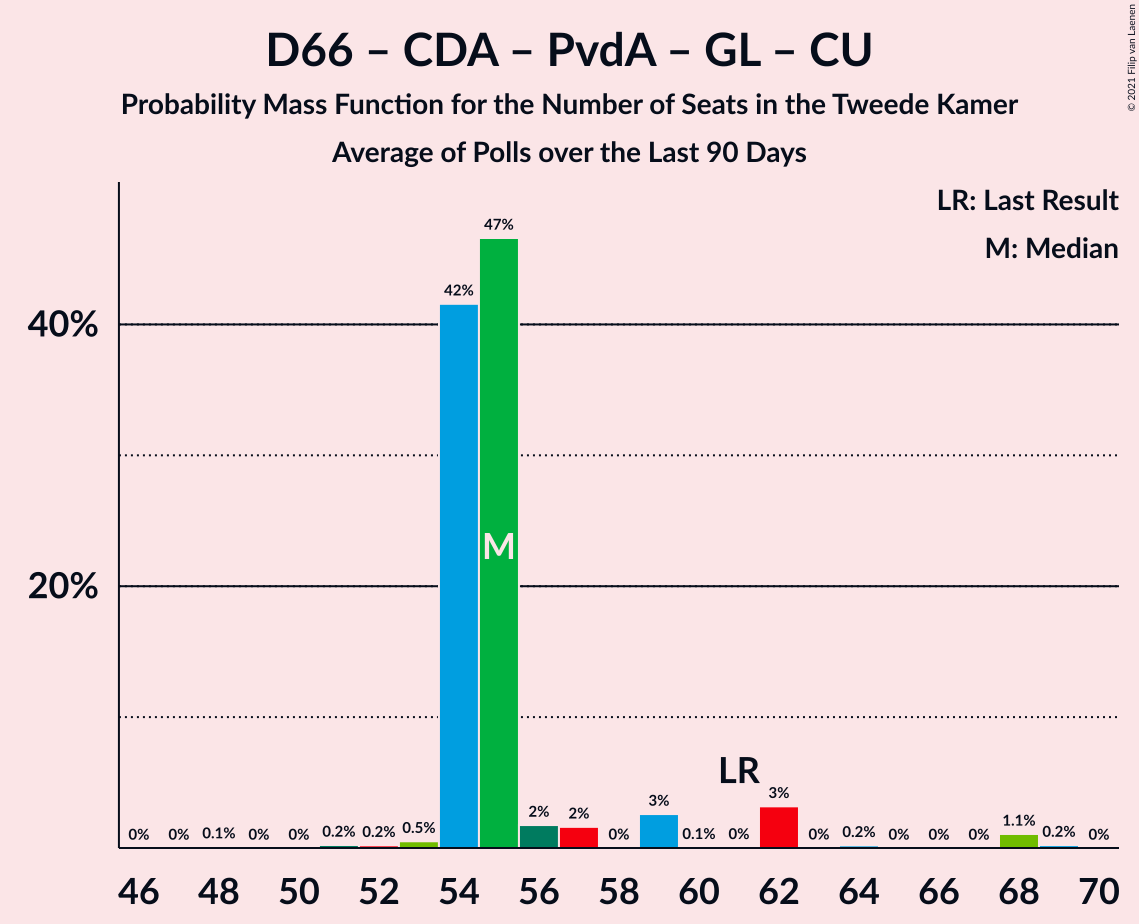 D66 – CDA – PvdA – GL – CU
Probability Mass Function for the Number of Seats in the Tweede Kamer
Average of Polls over the Last 90 Days
© 2021 Filip van Laenen
LR: Last Result
M: Median
47%
42%
40%
M
20%
LR
0% 0% 0.1% 0% 0% 0.2% 0.2% 0.5% 2% 2% 0% 3% 0.1% 0% 3% 0% 0.2% 0% 0% 0% 1.1% 0.2% 0%
46 48 50 52 54 56 58 60 62 64 66 68 70